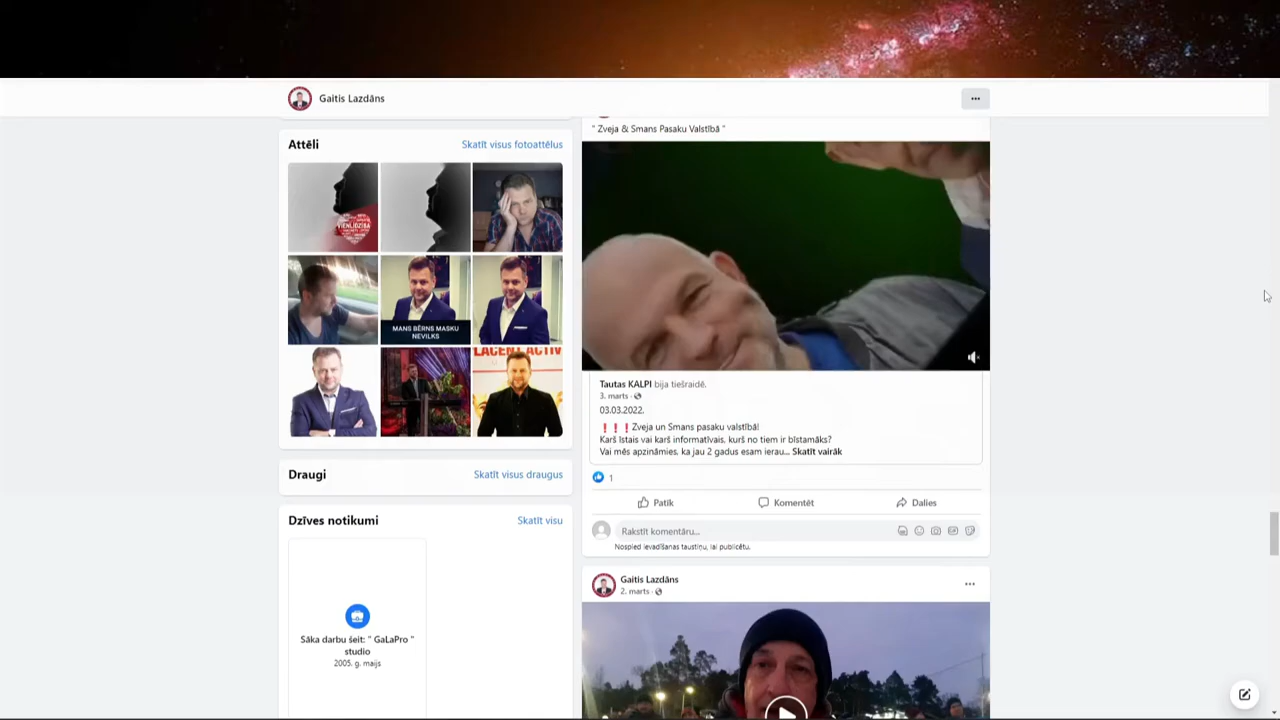 Gaitis Lazdāns
Attēli
Skatīt visus fotoattēlus
VIENLĪDZĪBA
MANS BĒRNS MASKU
NEVILKS
Draugi
Skatīt visus draugus
Dzīves notikumi
Skatīt visu
Sāka darbu šeit: " GaLaPro "
studio
2005. g. maijs
" Zveja & Smans Pasaku Valstībā "
Tautas KALPI bija tiešraidē.
3. marts ·
03.03.2022.
❗❗❗Zveja un Smans pasaku valstībā!
Karš īstais vai karš informatīvais, kurš no tiem ir bīstamāks?
Vai mēs apzināmies, ka jau 2 gadus esam ierau... Skatīt vairāk
1
Patīk
Komentēt
Dalies
Rakstīt komentāru...
Nospied ievadīšanas taustiņu, lai publicētu.
Gaitis Lazdāns
2. marts ·